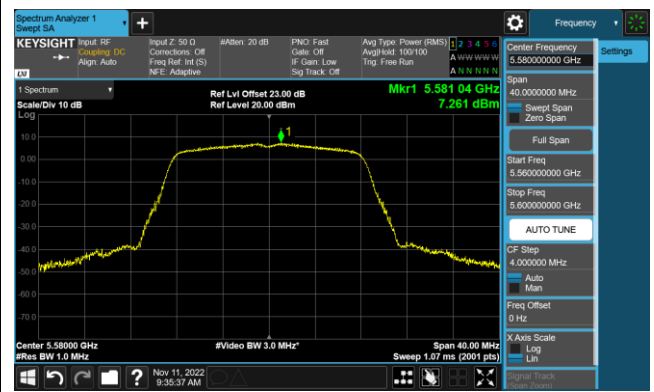 Spectrum Analyzer 1
Swept SA
+
Frequency
KEYSIGHT
Input: RF
Coupling: DC
Align: Auto
Input Z: 50 Ω
Corrections: Off
Freq Ref: Int (S)
NFE: Adaptive
#Atten: 20 dB
PNO: Fast
Gate: Off
IF Gain: Low
Sig Track: Off
Avg Type: Power (RMS)
Avg|Hold: 100/100
Trig: Free Run
1 2 3 4 5 6
A W W W W W
A N N N N N
LXI
Center Frequency
5.580000000 GHz
Settings
Span
40.0000000 MHz
Swept Span
Zero Span
Full Span
Start Freq
5.560000000 GHz
Stop Freq
5.600000000 GHz
AUTO TUNE
CF Step
4.000000 MHz
Auto
Man
Freq Offset
0 Hz
X Axis Scale
Log
Lin
Signal Track
(Span Zoom)
1 Spectrum
Scale/Div 10 dB
Log
Ref Lvl Offset 23.00 dB
Ref Level 20.00 dBm
Mkr1 5.581 04 GHz
7.261 dBm
1
10.0
0.00
-10.0
-20.0
-30.0
-40.0
-50.0
-60.0
-70.0
Center 5.58000 GHz
#Res BW 1.0 MHz
#Video BW 3.0 MHz*
Span 40.00 MHz
Sweep 1.07 ms (2001 pts)
?
Nov 11, 2022
9:35:37 AM